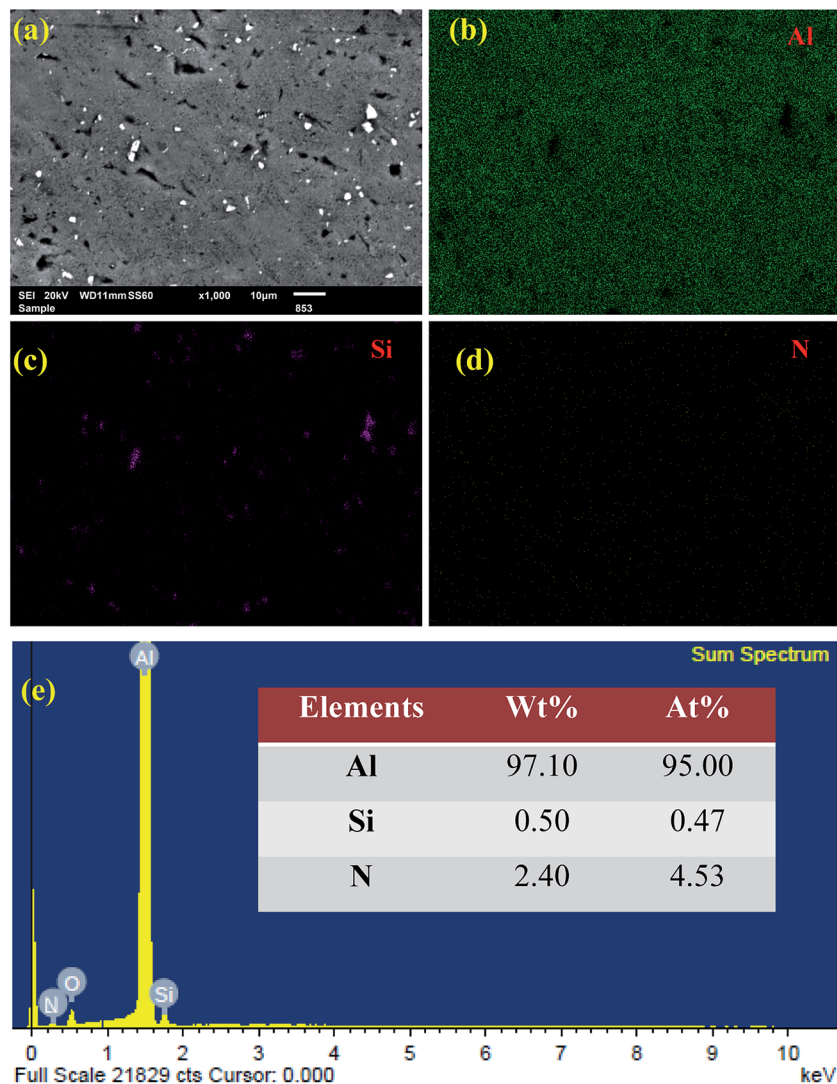 (a)
SEI 20kV WD11mm SS60 x1,000 10µm
Sample 853
(b) Al
(c) Si
(d) N
(e) Sum Spectrum
Al
Elements Wt% At%
Al 97.10 95.00
Si 0.50 0.47
N 2.40 4.53
N O Si
0 1 2 3 4 5 6 7 8 9 10
Full Scale 21829 cts Cursor: 0.000 keV